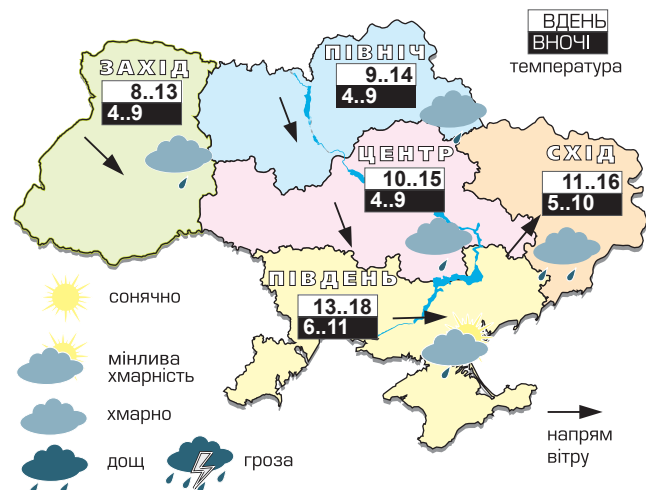 ВДЕНЬ
ВНОЧІ
температура
ЗАХІД
8..13
4..9
ПІВНІЧ
9..14
4..9
ЦЕНТР
10..15
4..9
СХІД
11..16
5..10
ПІВДЕНЬ
13..18
6..11
сонячно
мінлива
хмарність
хмарно
дощ
гроза
напрям
вітру